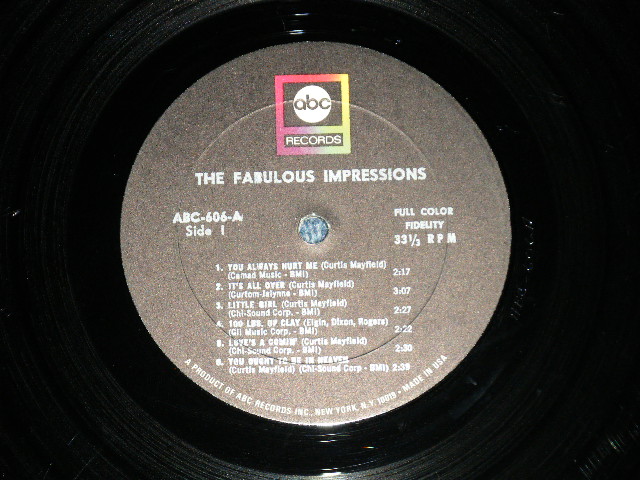 abc
RECORDS
THE FABULOUS IMPRESSIONS
ABC-606-A
Side 1
FULL COLOR
FIDELITY
33⅓ RPM
1. YOU ALWAYS HURT ME (Curtis Mayfield)
(Camad Music - BMI) 2:17
2. IT'S ALL OVER (Curtis Mayfield)
(Curtom-Jalynne - BMI) 3:07
3. LITTLE GIRL (Curtis Mayfield)
(Chi-Sound Corp. - BMI) 2:27
4. 100 LBS. OF CLAY (Elgin, Dixon, Rogers)
(Gil Music Corp. - BMI) 2:22
5. LOVE'S A COMIN' (Curtis Mayfield)
(Chi-Sound Corp. - BMI) 2:30
6. YOU OUGHT TO BE IN HEAVEN
(Curtis Mayfield) (Chi-Sound Corp - BMI) 2:39
A PRODUCT OF ABC RECORDS INC., NEW YORK, N.Y. 10019 - MADE IN USA